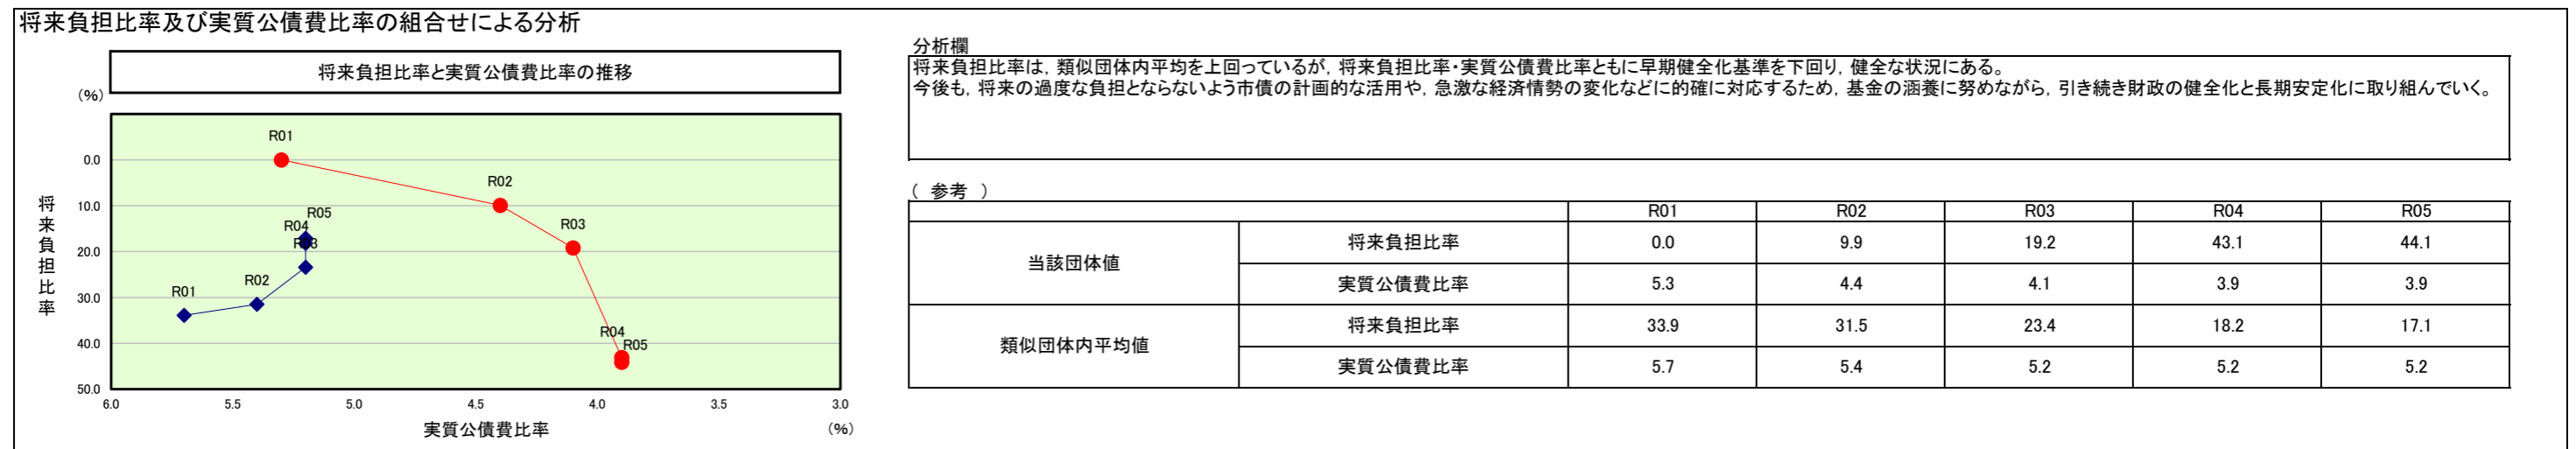 将来負担比率及び実質公債費比率の組合せによる分析
将来負担比率と実質公債費比率の推移
(%)
R01
0.0
R02
10.0
R05
R04
R03
R03
20.0
R02
R01
30.0
R04
R05
40.0
50.0
6.0 5.5 5.0 4.5 4.0 3.5 3.0
将来負担比率
実質公債費比率
(%)
分析欄
将来負担比率は，類似団体内平均を上回っているが，将来負担比率・実質公債費比率ともに早期健全化基準を下回り，健全な状況にある。
今後も，将来の過度な負担とならないよう市債の計画的な活用や，急激な経済情勢の変化などに的確に対応するため，基金の涵養に努めながら，引き続き財政の健全化と長期安定化に取り組んでいく。
（ 参考 ）
R01 R02 R03 R04 R05
当該団体値
将来負担比率 0.0 9.9 19.2 43.1 44.1
実質公債費比率 5.3 4.4 4.1 3.9 3.9
類似団体内平均値
将来負担比率 33.9 31.5 23.4 18.2 17.1
実質公債費比率 5.7 5.4 5.2 5.2 5.2